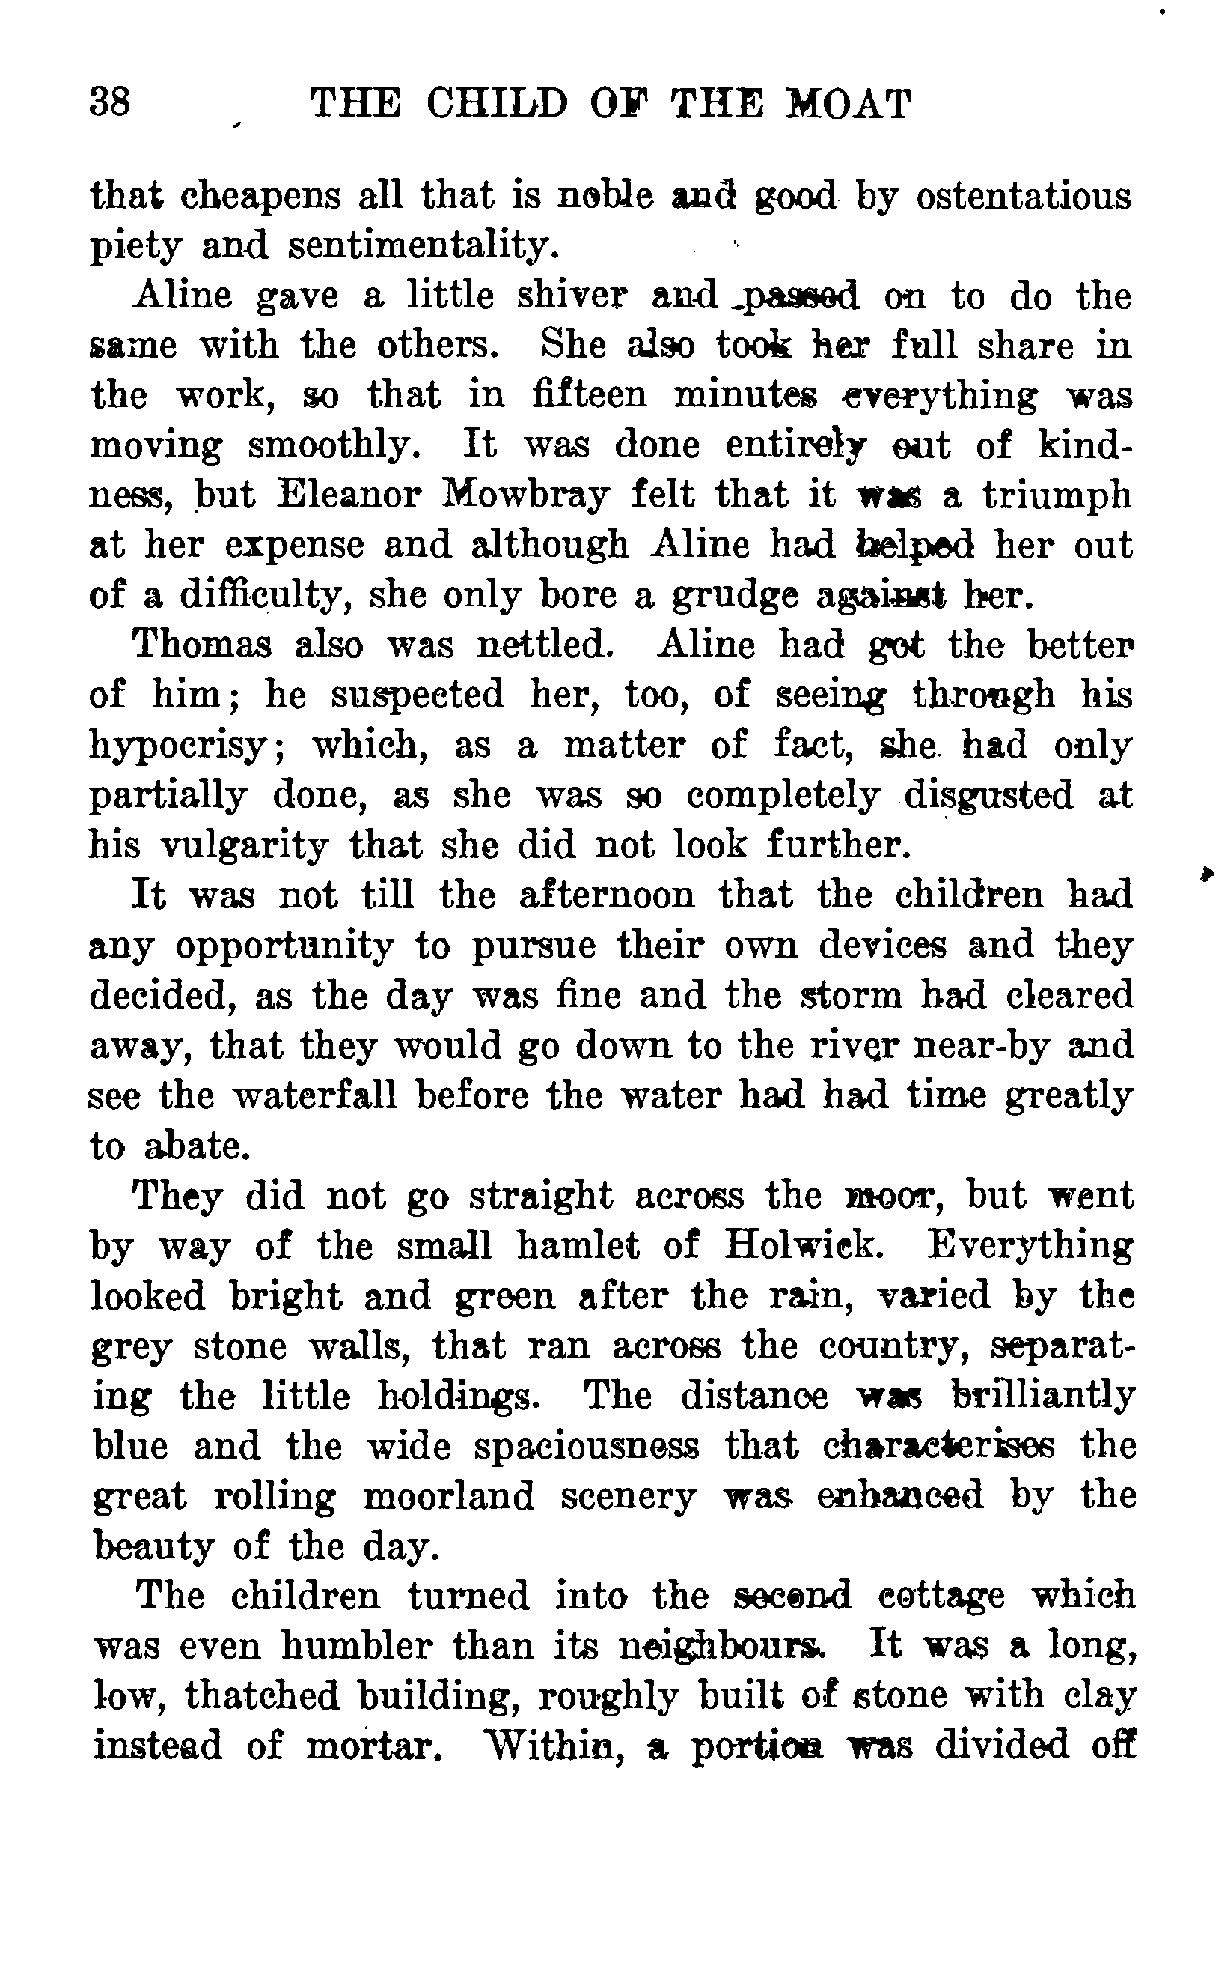 38 THE CHILD OF THE MOAT
that cheapens all that is noble and good by ostentatious
piety and sentimentality.
Aline gave a little shiver and passed on to do the
same with the others. She also took her full share in
the work, so that in fifteen minutes everything was
moving smoothly. It was done entirely out of kind-
ness, but Eleanor Mowbray felt that it was a triumph
at her expense and although Aline had helped her out
of a difficulty, she only bore a grudge against her.
Thomas also was nettled. Aline had got the better
of him; he suspected her, too, of seeing through his
hypocrisy; which, as a matter of fact, she had only
partially done, as she was so completely disgusted at
his vulgarity that she did not look further.
It was not till the afternoon that the children had
any opportunity to pursue their own devices and they
decided, as the day was fine and the storm had cleared
away, that they would go down to the river near-by and
see the waterfall before the water had had time greatly
to abate.
They did not go straight across the moor, but went
by way of the small hamlet of Holwick. Everything
looked bright and green after the rain, varied by the
grey stone walls, that ran across the country, separat-
ing the little holdings. The distance was brilliantly
blue and the wide spaciousness that characterises the
great rolling moorland scenery was enhanced by the
beauty of the day.
The children turned into the second cottage which
was even humbler than its neighbours. It was a long,
low, thatched building, roughly built of stone with clay
instead of mortar. Within, a portion was divided off